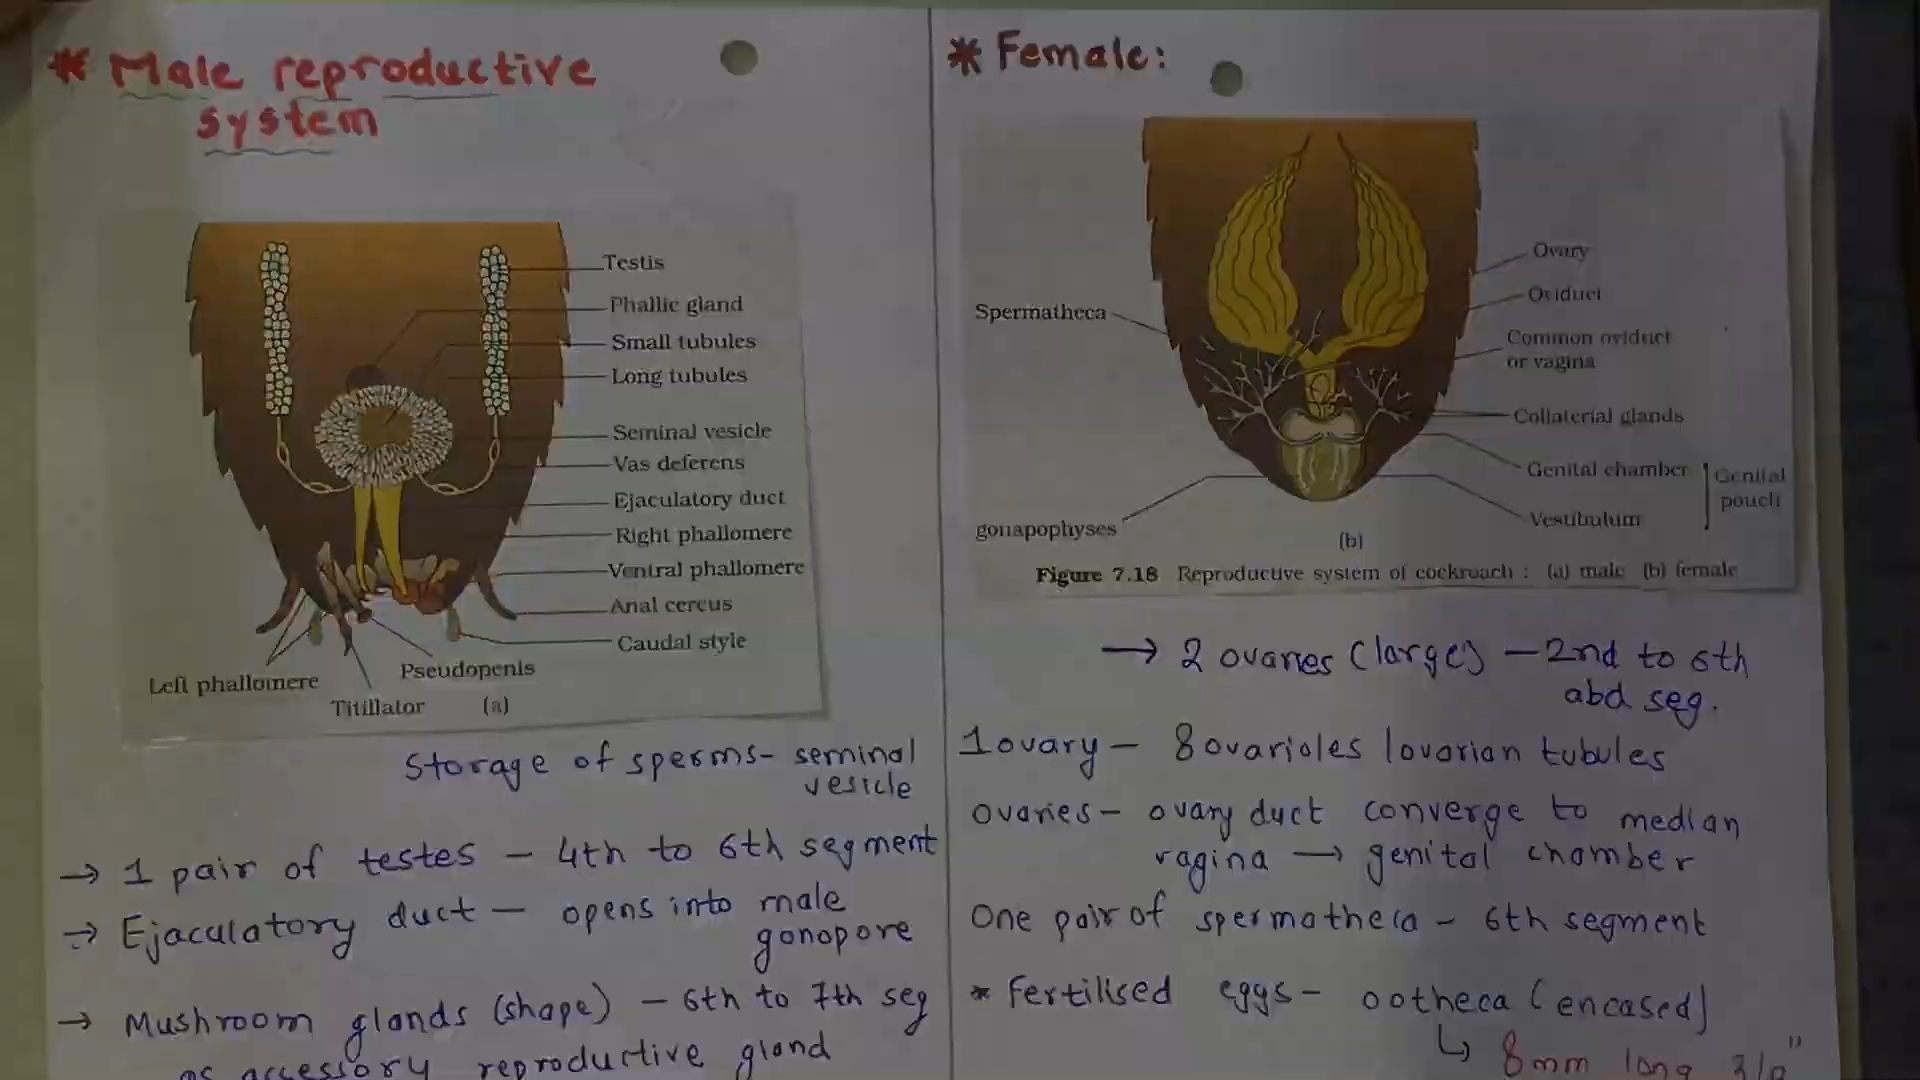 * Male reproductive
system
Testis
Phallic gland
Small tubules
Long tubules
Seminal vesicle
Vas deferens
Ejaculatory duct
Right phallomere
Ventral phallomere
Anal cercus
Caudal style
Pseudopenis
Left phallomere
Titillator
(a)
Storage of sperms- seminal
vesicle
→ 1 pair of testes - 4th to 6th segment
→ Ejaculatory duct - opens into male
gonopore
→ Mushroom glands (shape) - 6th to 7th seg
as accessory reproductive gland
* Female:
Ovary
Oviduct
Spermatheca
Common oviduct
or vagina
Collaterial glands
Genital chamber
Genital
pouch
Vestibulum
gonapophyses
(b)
Figure 7.18 Reproductive system of cockroach : (a) male (b) female
→ 2 ovaries (large) - 2nd to 6th
abd seg.
1 ovary - 8 ovarioles / ovarian tubules
ovaries - ovary duct converge to median
vagina → genital chamber
One pair of spermatheca - 6th segment
* Fertilised eggs - ootheca (encased)
↳ 8mm long 3/8"